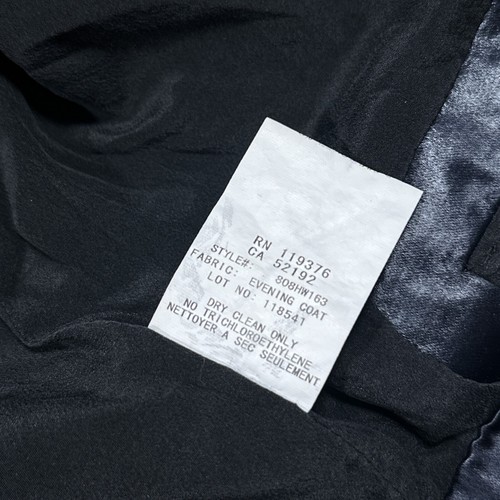 RN 119376
CA 52192
STYLE#: 808HW163
FABRIC: EVENING COAT
LOT NO: 118541
DRY CLEAN ONLY
NO TRICHLOROETHYLENE
NETTOYER A SEC SEULEMENT